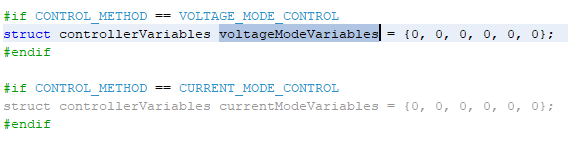 #if CONTROL_METHOD == VOLTAGE_MODE_CONTROL
struct controllerVariables voltageModeVariables = {0, 0, 0, 0, 0, 0};
#endif
#if CONTROL_METHOD == CURRENT_MODE_CONTROL
struct controllerVariables currentModeVariables = {0, 0, 0, 0, 0, 0};
#endif